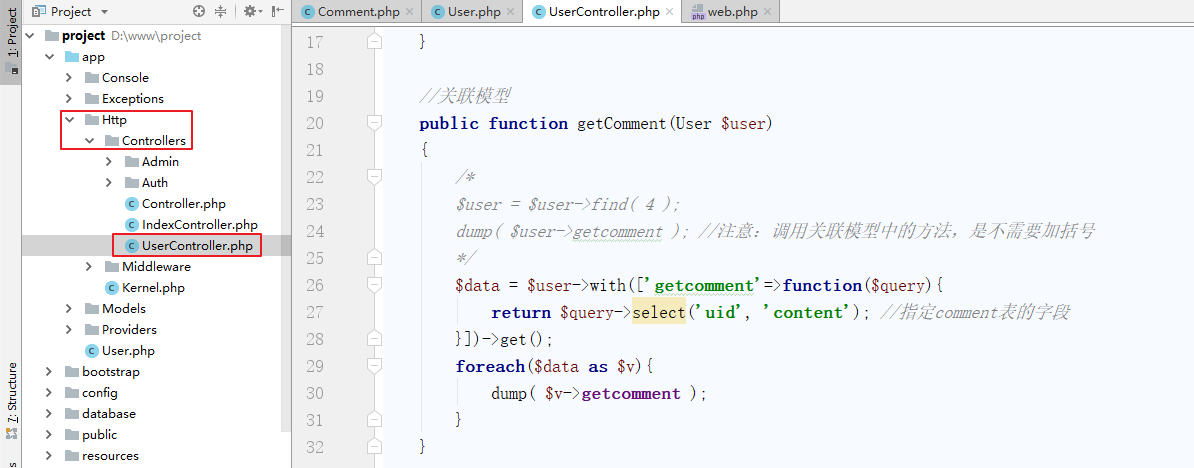 Project
Comment.php
User.php
UserController.php
web.php
1: Project
7: Structure
project D:\www\project
app
Console
Exceptions
Http
Controllers
Admin
Auth
Controller.php
IndexController.php
UserController.php
Middleware
Kernel.php
Models
Providers
User.php
bootstrap
config
database
public
resources
17 }
18
19 //关联模型
20 public function getComment(User $user)
21 {
22 /*
23 $user = $user->find( 4 );
24 dump( $user->getcomment ); //注意: 调用关联模型中的方法，是不需要加括号
25 */
26 $data = $user->with(['getcomment'=>function($query){
27 return $query->select('uid', 'content'); //指定comment表的字段
28 }])->get();
29 foreach($data as $v){
30 dump( $v->getcomment );
31 }
32 }